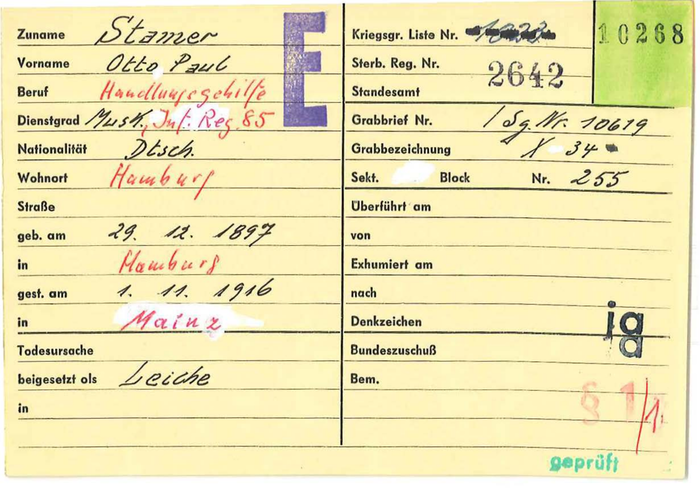 Zuname Stamer
Vorname Otto Paul
Beruf Handlungsgehilfe
Dienstgrad Musk. Inf. Reg 85
Nationalität Dtsch.
Wohnort Hamburg
Straße
geb. am 29. 12. 1897
in Hamburg
gest. am 1. 11. 1916
in Mainz
Todesursache
beigesetzt als Leiche
in
E
Kriegsgr. Liste Nr.
10268
Sterb. Reg. Nr. 2642
Standesamt
Grabbrief Nr. / Sg. Nr. 10619
Grabbezeichnung X 34
Sekt. Block Nr. 255
Überführt am
von
Exhumiert am
nach
Denkzeichen ja
Bundeszuschuß ja
Bem.
§ 1/1
geprüft